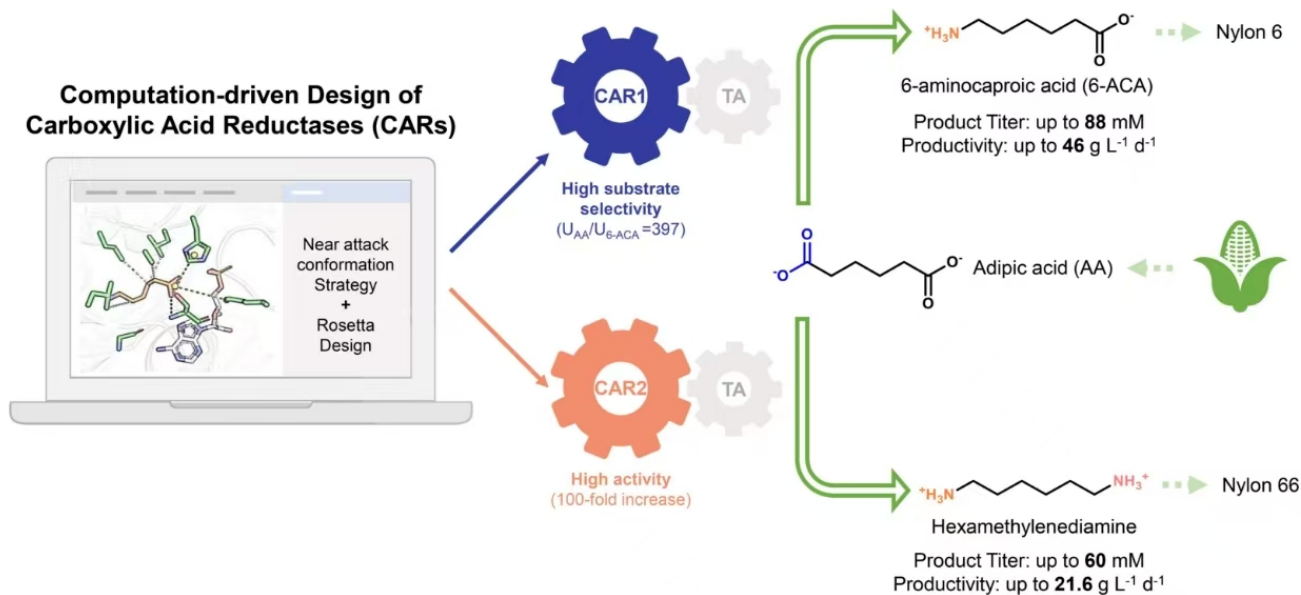 Computation-driven Design of
Carboxylic Acid Reductases (CARs)
Near attack
conformation
Strategy
+
Rosetta
Design
CAR1
TA
High substrate
selectivity
(U_AA/U_6-ACA =397)
CAR2
TA
High activity
(100-fold increase)
⁺H₃N
O⁻
O
Nylon 6
6-aminocaproic acid (6-ACA)
Product Titer: up to 88 mM
Productivity: up to 46 g L⁻¹ d⁻¹
O
⁻O
O⁻
O
Adipic acid (AA)
⁺H₃N
NH₃⁺
Nylon 66
Hexamethylenediamine
Product Titer: up to 60 mM
Productivity: up to 21.6 g L⁻¹ d⁻¹